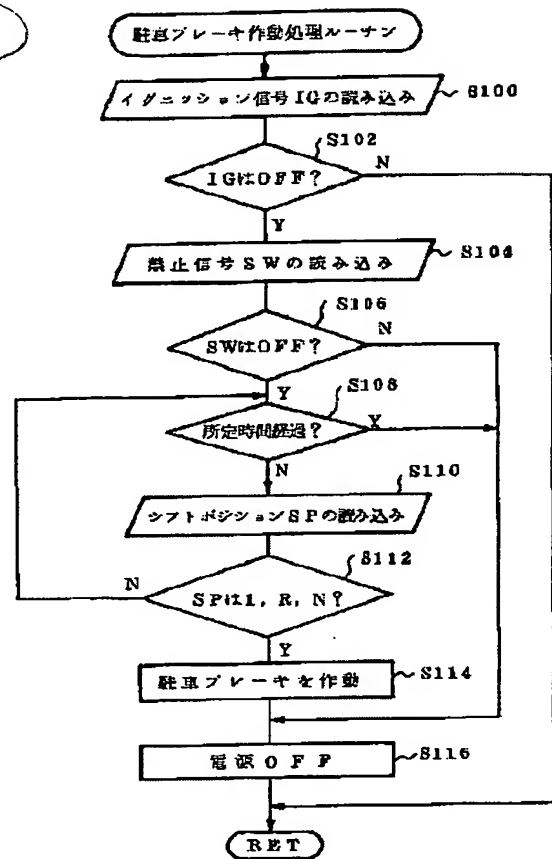 駐車ブレーキ作動処理ルーチン
イグニッション信号IGの読み込み
S100
S102
IGはOFF?
N
Y
禁止信号SWの読み込み
S104
S106
SWはOFF?
N
Y
S108
所定時間経過?
Y
N
S110
シフトポジションSPの読み込み
S112
SPは1, R, N?
N
Y
駐車ブレーキを作動
S114
電源OFF
S116
RET